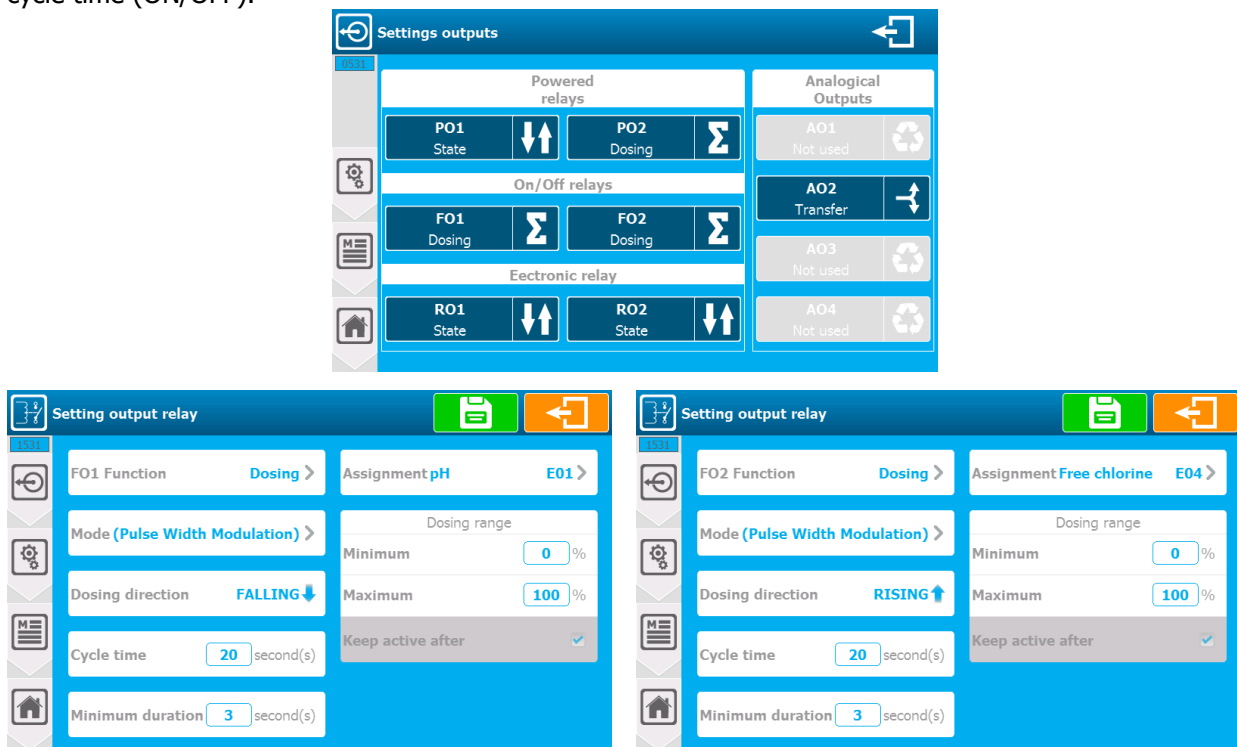 cycle time (ON/OFF).
Settings outputs
0531
Powered
relays
Analogical
Outputs
PO1
State
PO2
Dosing
AO1
Not used
On/Off relays
AO2
Transfer
FO1
Dosing
FO2
Dosing
AO3
Not used
Eectronic relay
RO1
State
RO2
State
AO4
Not used
Setting output relay
1531
FO1 Function Dosing
Assignment pH E01
Mode (Pulse Width Modulation)
Dosing range
Minimum 0 %
Dosing direction FALLING
Maximum 100 %
Keep active after
Cycle time 20 second(s)
Minimum duration 3 second(s)
Setting output relay
1531
FO2 Function Dosing
Assignment Free chlorine E04
Mode (Pulse Width Modulation)
Dosing range
Minimum 0 %
Dosing direction RISING
Maximum 100 %
Keep active after
Cycle time 20 second(s)
Minimum duration 3 second(s)